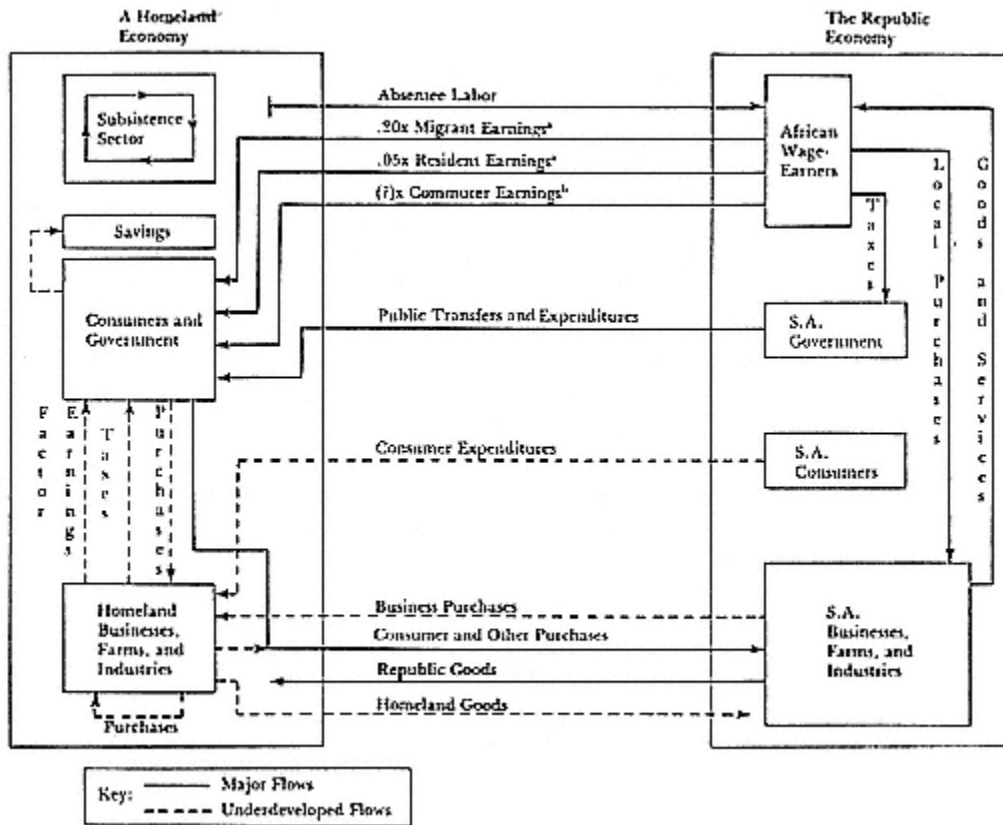 A Homeland
Economy
The Republic
Economy
Subsistence
Sector
Savings
Consumers and
Government
Factor
Earnings
Taxes
Purchases
Homeland
Businesses,
Farms, and
Industries
Purchases
Absentee Labor
.20x Migrant Earningsᵃ
.05x Resident Earningsᵃ
(?)x Commuter Earningsᵇ
Public Transfers and Expenditures
Consumer Expenditures
Business Purchases
Consumer and Other Purchases
Republic Goods
Homeland Goods
African
Wage-
Earners
Taxes
Local Purchases
Goods and Services
S.A.
Government
S.A.
Consumers
S.A.
Businesses,
Farms, and
Industries
Key:
Major Flows
Underdeveloped Flows